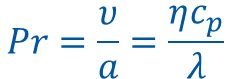 Pr = υ/a = ηc_p/λ